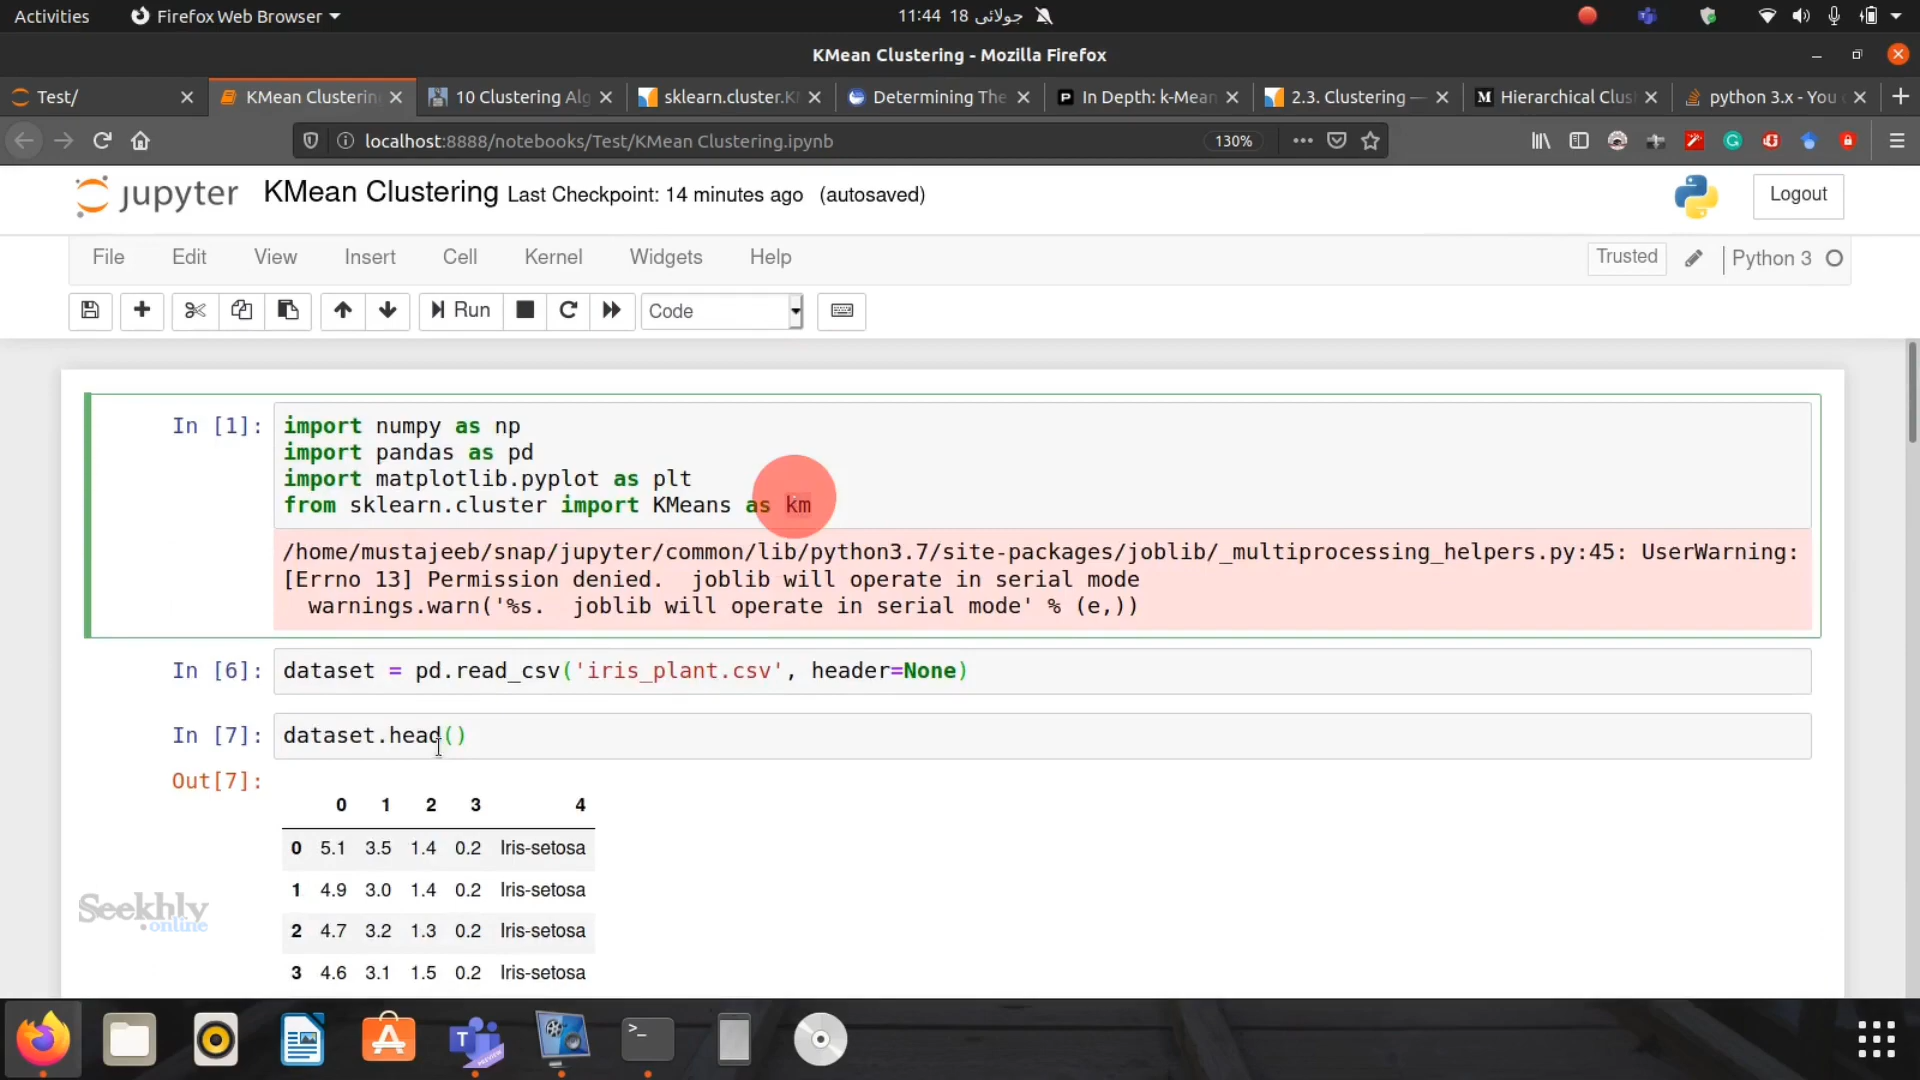 Activities Firefox Web Browser 11:44 18 جولائی
KMean Clustering - Mozilla Firefox
Test/ KMean Clusterin 10 Clustering Alg sklearn.cluster.K Determining The In Depth: k-Mean 2.3. Clustering — Hierarchical Clus python 3.x - You
localhost:8888/notebooks/Test/KMean Clustering.ipynb 130%
jupyter KMean Clustering Last Checkpoint: 14 minutes ago (autosaved) Logout
File Edit View Insert Cell Kernel Widgets Help Trusted Python 3
Run Code
In [1]: import numpy as np
import pandas as pd
import matplotlib.pyplot as plt
from sklearn.cluster import KMeans as km
/home/mustajeeb/snap/jupyter/common/lib/python3.7/site-packages/joblib/_multiprocessing_helpers.py:45: UserWarning:
[Errno 13] Permission denied.  joblib will operate in serial mode
warnings.warn('%s.  joblib will operate in serial mode' % (e,))
In [6]: dataset = pd.read_csv('iris_plant.csv', header=None)
In [7]: dataset.head()
Out[7]:
0 1 2 3 4
0 5.1 3.5 1.4 0.2 Iris-setosa
1 4.9 3.0 1.4 0.2 Iris-setosa
2 4.7 3.2 1.3 0.2 Iris-setosa
3 4.6 3.1 1.5 0.2 Iris-setosa
Seekhly
.online
T PREVIEW >_